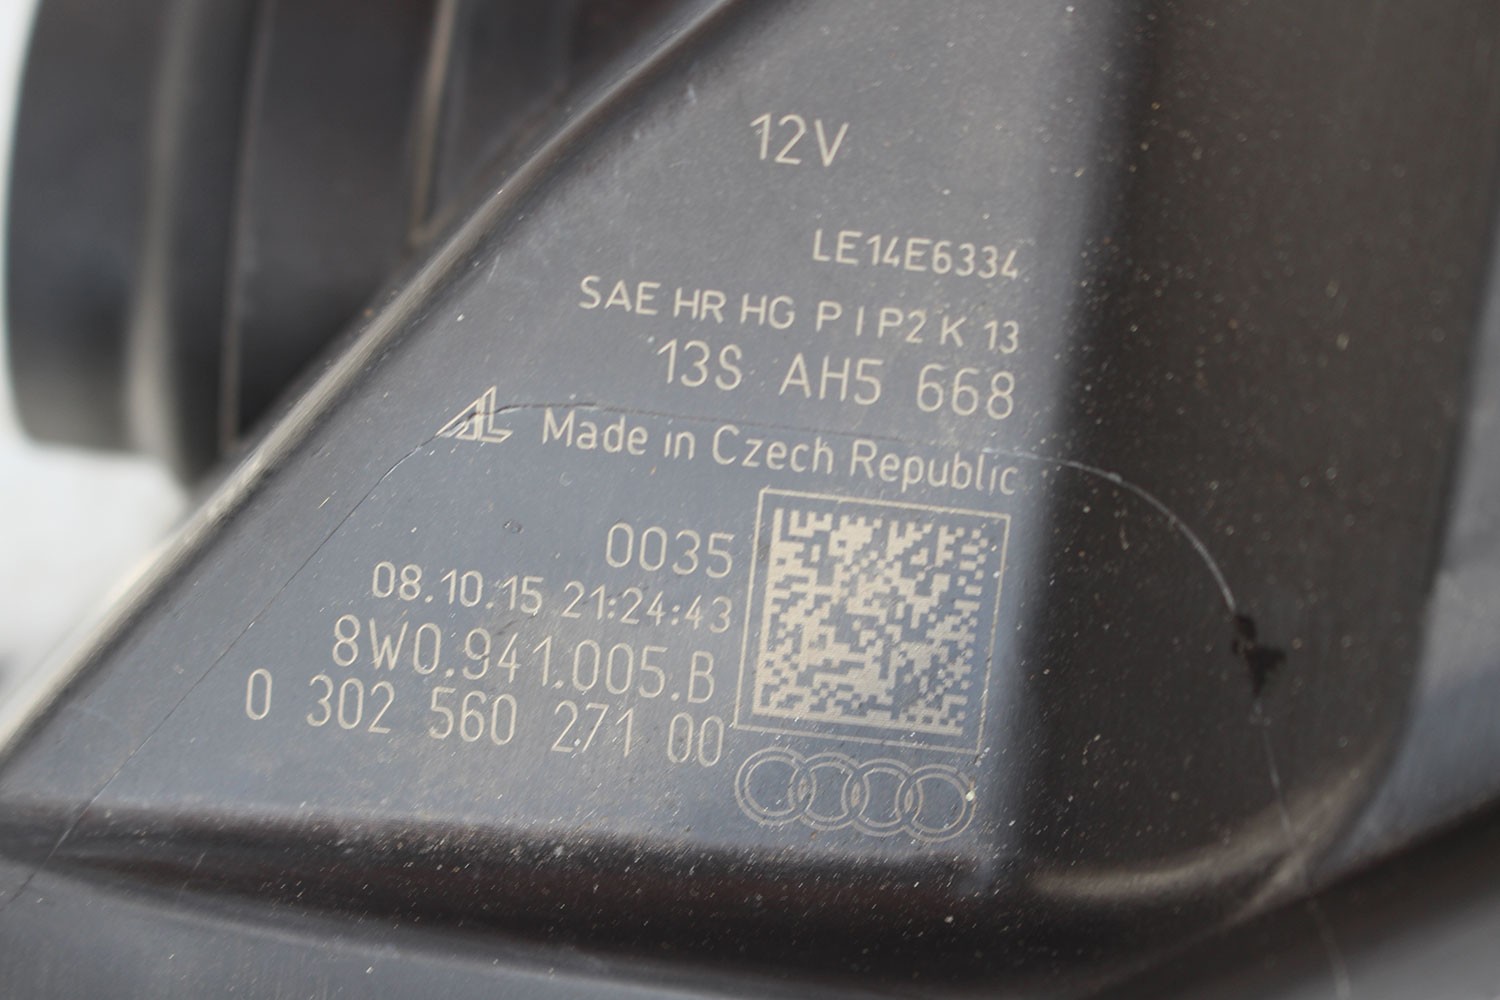 12V
LE14E6334
SAE HR HG P I P2 K 13
13S AH5 668
AL Made in Czech Republic
0035
08.10.15 21:24:43
8W0.941.005.B
0 302 560 271 00